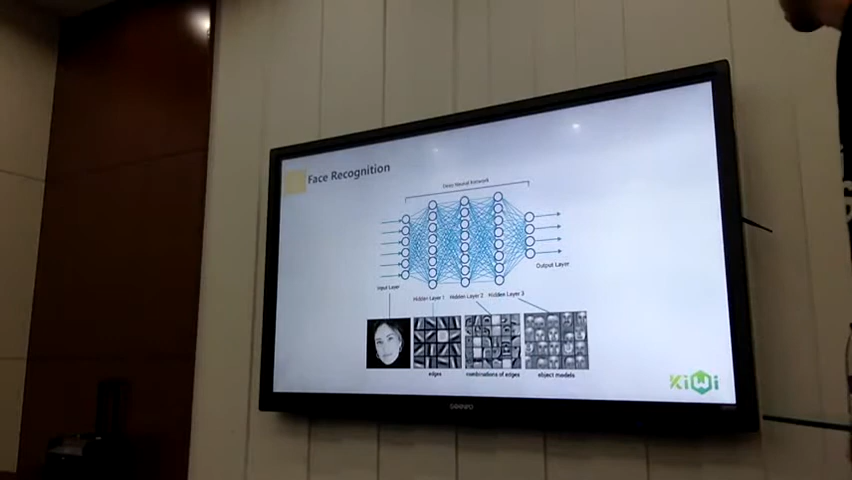 Face Recognition
Deep Neural Network
Input Layer
Output Layer
Hidden Layer 1 Hidden Layer 2 Hidden Layer 3
edges combinations of edges object models
KiWi